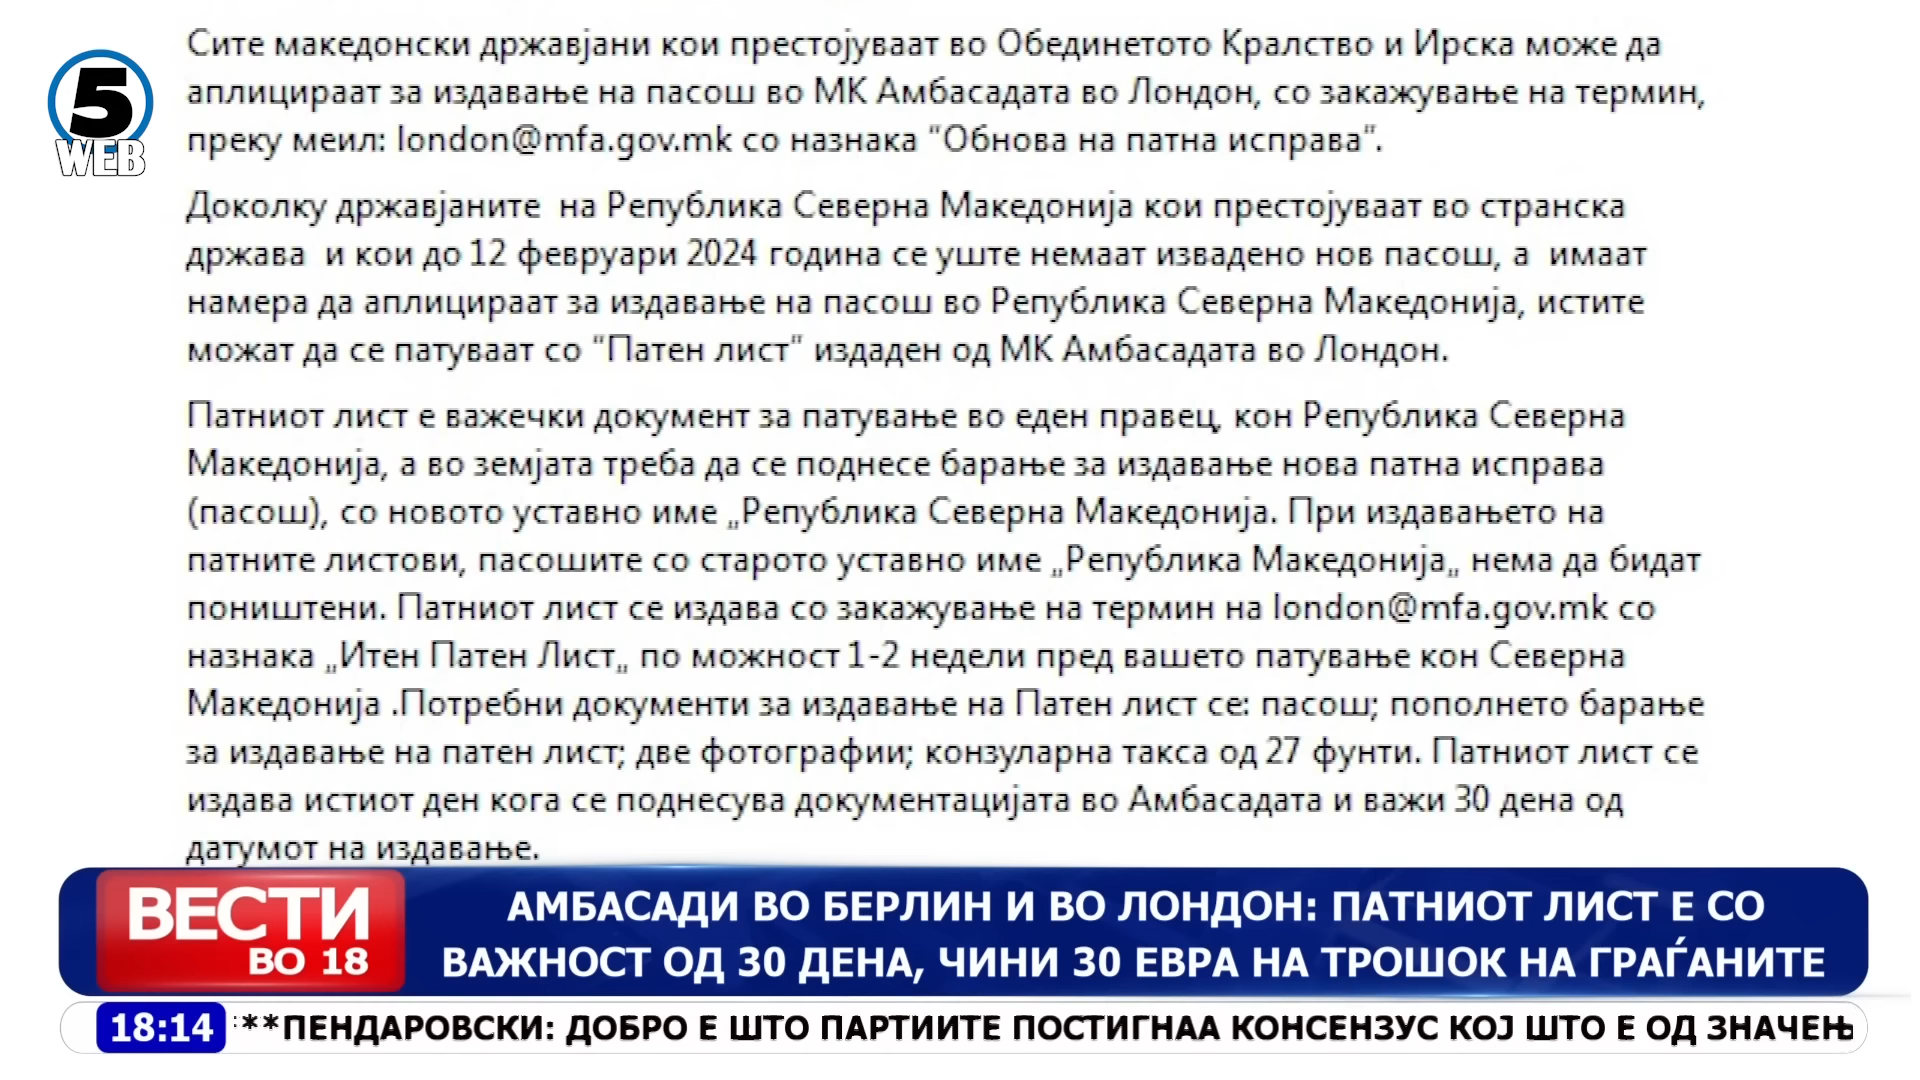 5
WEB
Сите македонски државјани кои престојуваат во Обединетото Кралство и Ирска може да
аплицираат за издавање на пасош во МК Амбасадата во Лондон, со закажување на термин,
преку меил: london@mfa.gov.mk со назнака “Обнова на патна исправа”.
Доколку државјаните на Република Северна Македонија кои престојуваат во странска
држава и кои до 12 февруари 2024 година се уште немаат извадено нов пасош, а имаат
намера да аплицираат за издавање на пасош во Република Северна Македонија, истите
можат да се патуваат со “Патен лист” издаден од МК Амбасадата во Лондон.
Патниот лист е важечки документ за патување во еден правец, кон Република Северна
Македонија, а во земјата треба да се поднесе барање за издавање нова патна исправа
(пасош), со новото уставно име „Република Северна Македонија. При издавањето на
патните листови, пасошите со старото уставно име „Република Македонија„ нема да бидат
поништени. Патниот лист се издава со закажување на термин на london@mfa.gov.mk со
назнака „Итен Патен Лист„ по можност 1-2 недели пред вашето патување кон Северна
Македонија .Потребни документи за издавање на Патен лист се: пасош; пополнето барање
за издавање на патен лист; две фотографии; конзуларна такса од 27 фунти. Патниот лист се
издава истиот ден кога се поднесува документацијата во Амбасадата и важи 30 дена од
датумот на издавање.
ВЕСТИ
ВО 18
АМБАСАДИ ВО БЕРЛИН И ВО ЛОНДОН: ПАТНИОТ ЛИСТ Е СО
ВАЖНОСТ ОД 30 ДЕНА, ЧИНИ 30 ЕВРА НА ТРОШОК НА ГРАЃАНИТЕ
18:14 **ПЕНДАРОВСКИ: ДОБРО Е ШТО ПАРТИИТЕ ПОСТИГНАА КОНСЕНЗУС КОЈ ШТО Е ОД ЗНАЧЕЊ